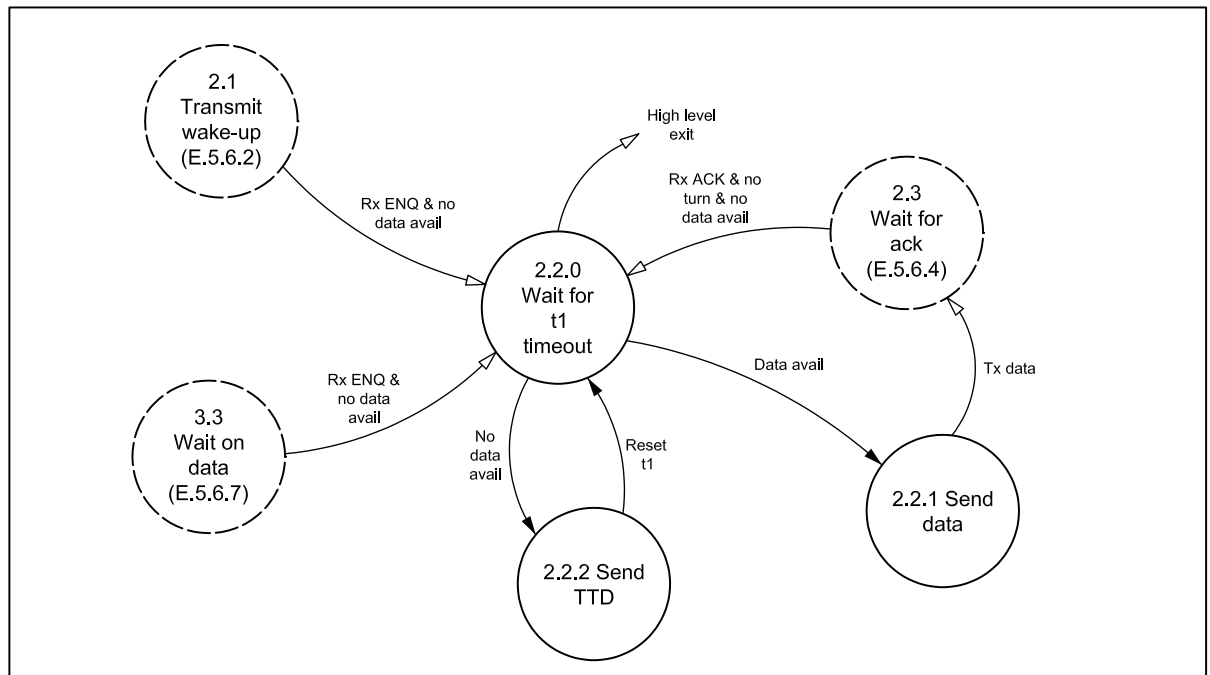 2.1
Transmit
wake-up
(E.5.6.2)
High level
exit
Rx ENQ & no
data avail
Rx ACK & no
turn & no
data avail
2.3
Wait for
ack
(E.5.6.4)
2.2.0
Wait for
t1
timeout
Rx ENQ &
no data
avail
Data avail
Tx data
3.3
Wait on
data
(E.5.6.7)
No
data
avail
Reset
t1
2.2.1 Send
data
2.2.2 Send
TTD